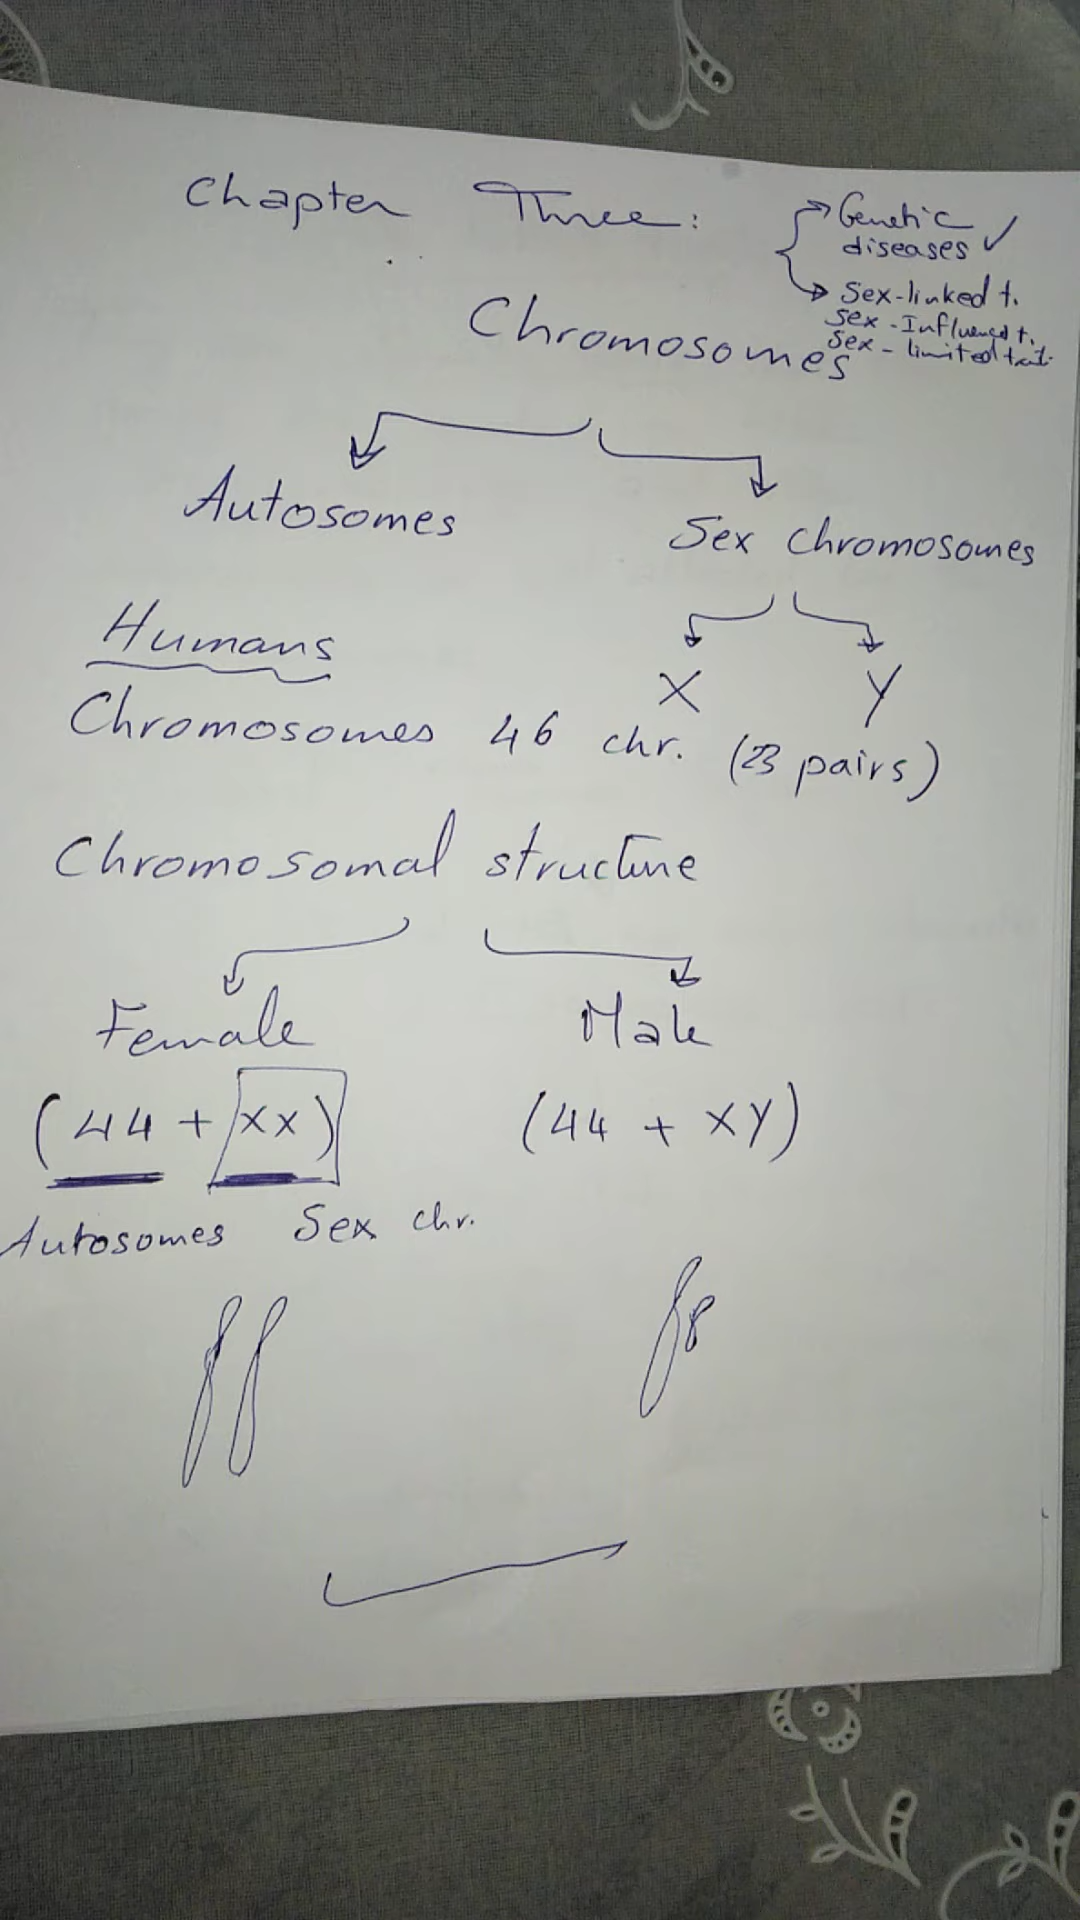 Chapter Three:
Genetic
diseases ✓
Sex-linked t.
Sex-Influenced t.
Sex-limited trait.
Chromosomes
Autosomes
Sex chromosomes
X Y
Humans
Chromosomes 46 chr. (23 pairs)
Chromosomal structure
Female Male
(44 + XX) (44 + XY)
Autosomes Sex chr.